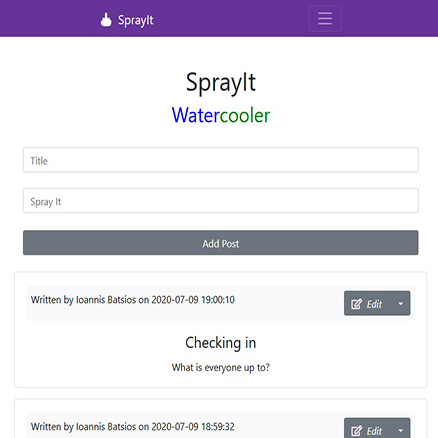 SprayIt
SprayIt
Watercooler
Title
Spray It
Add Post
Written by Ioannis Batsios on 2020-07-09 19:00:10
Edit
Checking in
What is everyone up to?
Written by Ioannis Batsios on 2020-07-09 18:59:32
Edit